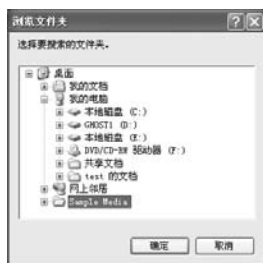 浏览文件夹
选择要搜索的文件夹。
桌面
我的文档
我的电脑
本地磁盘 (C:)
GHOST1 (D:)
本地磁盘 (E:)
DVD/CD-RW 驱动器 (F:)
共享文档
test 的文档
网上邻居
Sample Media
确定 取消